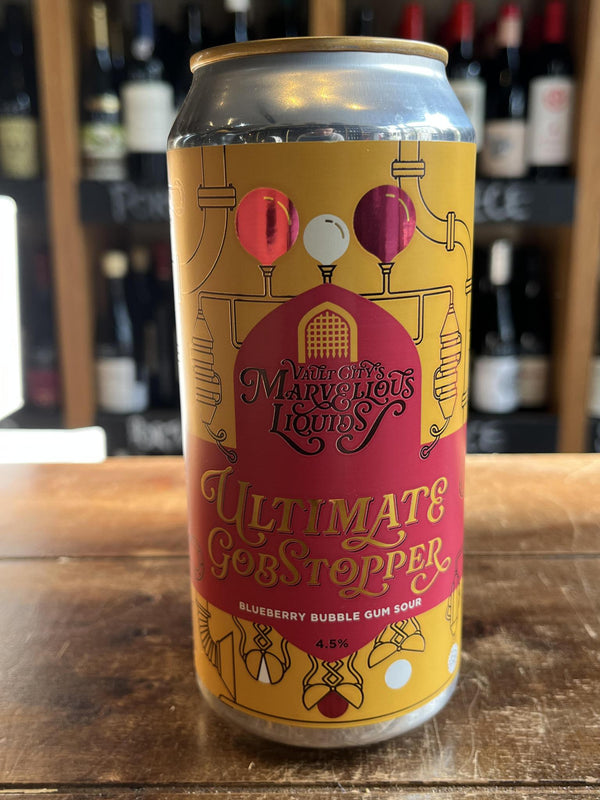 VAULT CITY'S
MARVELLOUS
LIQUIDS
ULTIMATE
GOBSTOPPER
BLUEBERRY BUBBLE GUM SOUR
4.5%